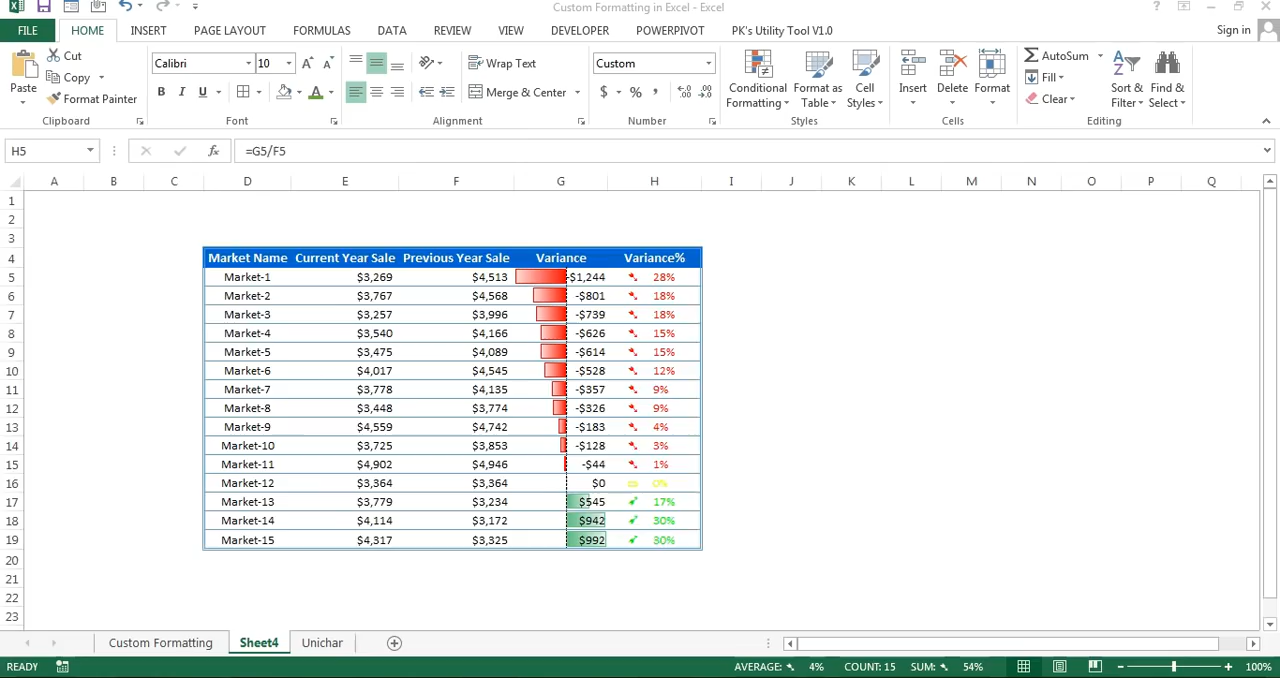 Custom Formatting in Excel - Excel
FILE HOME INSERT PAGE LAYOUT FORMULAS DATA REVIEW VIEW DEVELOPER POWERPIVOT PK's Utility Tool V1.0 Sign in
Cut
Copy
Format Painter
Paste
Clipboard
Calibri 10
B I U
Font
Wrap Text
Merge & Center
Alignment
Custom
$ % ,
Number
Conditional Formatting
Format as Table
Cell Styles
Styles
Insert Delete Format
Cells
AutoSum
Fill
Clear
Sort & Filter
Find & Select
Editing
H5 fx =G5/F5
A B C D E F G H I J K L M N O P Q
1
2
3
4 Market Name Current Year Sale Previous Year Sale Variance Variance%
5 Market-1 $3,269 $4,513 -$1,244 28%
6 Market-2 $3,767 $4,568 -$801 18%
7 Market-3 $3,257 $3,996 -$739 18%
8 Market-4 $3,540 $4,166 -$626 15%
9 Market-5 $3,475 $4,089 -$614 15%
10 Market-6 $4,017 $4,545 -$528 12%
11 Market-7 $3,778 $4,135 -$357 9%
12 Market-8 $3,448 $3,774 -$326 9%
13 Market-9 $4,559 $4,742 -$183 4%
14 Market-10 $3,725 $3,853 -$128 3%
15 Market-11 $4,902 $4,946 -$44 1%
16 Market-12 $3,364 $3,364 $0 0%
17 Market-13 $3,779 $3,234 $545 17%
18 Market-14 $4,114 $3,172 $942 30%
19 Market-15 $4,317 $3,325 $992 30%
20
21
22
23
Custom Formatting Sheet4 Unichar
READY AVERAGE: 4% COUNT: 15 SUM: 54% 100%